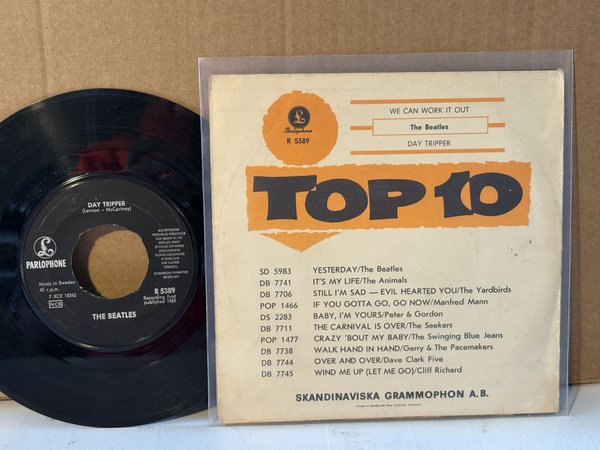 DAY TRIPPER
(Lennon - McCartney)
PARLOPHONE
Made in Sweden
45 r.p.m.
7 XCE 18342
NCB
R 5389
Recording first
published 1965
THE BEATLES
Parlophone
R 5389
WE CAN WORK IT OUT
The Beatles
DAY TRIPPER
TOP 10
SD 5983 YESTERDAY/The Beatles
DB 7741 IT'S MY LIFE/The Animals
DB 7706 STILL I'M SAD — EVIL HEARTED YOU/The Yardbirds
POP 1466 IF YOU GOTTA GO, GO NOW/Manfred Mann
DS 2283 BABY, I'M YOURS/Peter & Gordon
DB 7711 THE CARNIVAL IS OVER/The Seekers
POP 1477 CRAZY 'BOUT MY BABY/The Swinging Blue Jeans
DB 7738 WALK HAND IN HAND/Gerry & The Pacemakers
DB 7744 OVER AND OVER/Dave Clark Five
DB 7745 WIND ME UP (LET ME GO)/Cliff Richard
SKANDINAVISKA GRAMMOPHON A.B.